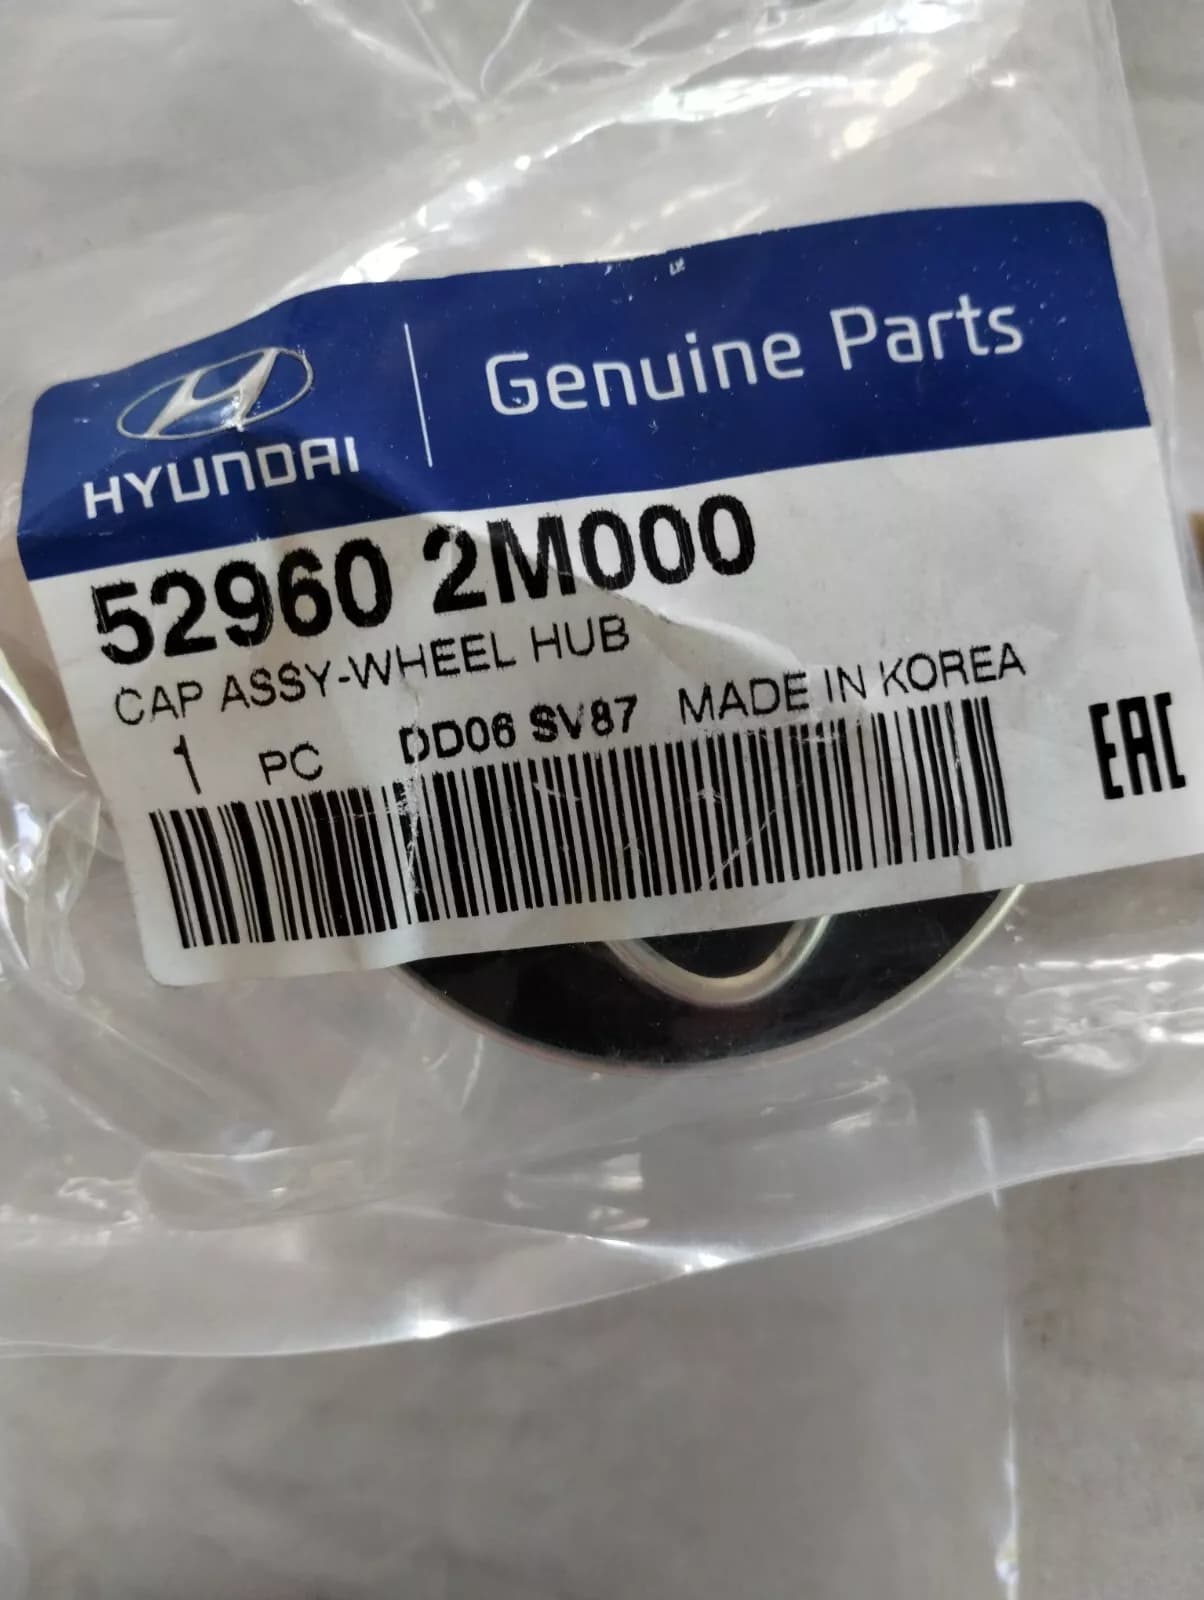 HYUNDAI
Genuine Parts
52960 2M000
CAP ASSY-WHEEL HUB
1 PC DD06 SV87 MADE IN KOREA
EAC